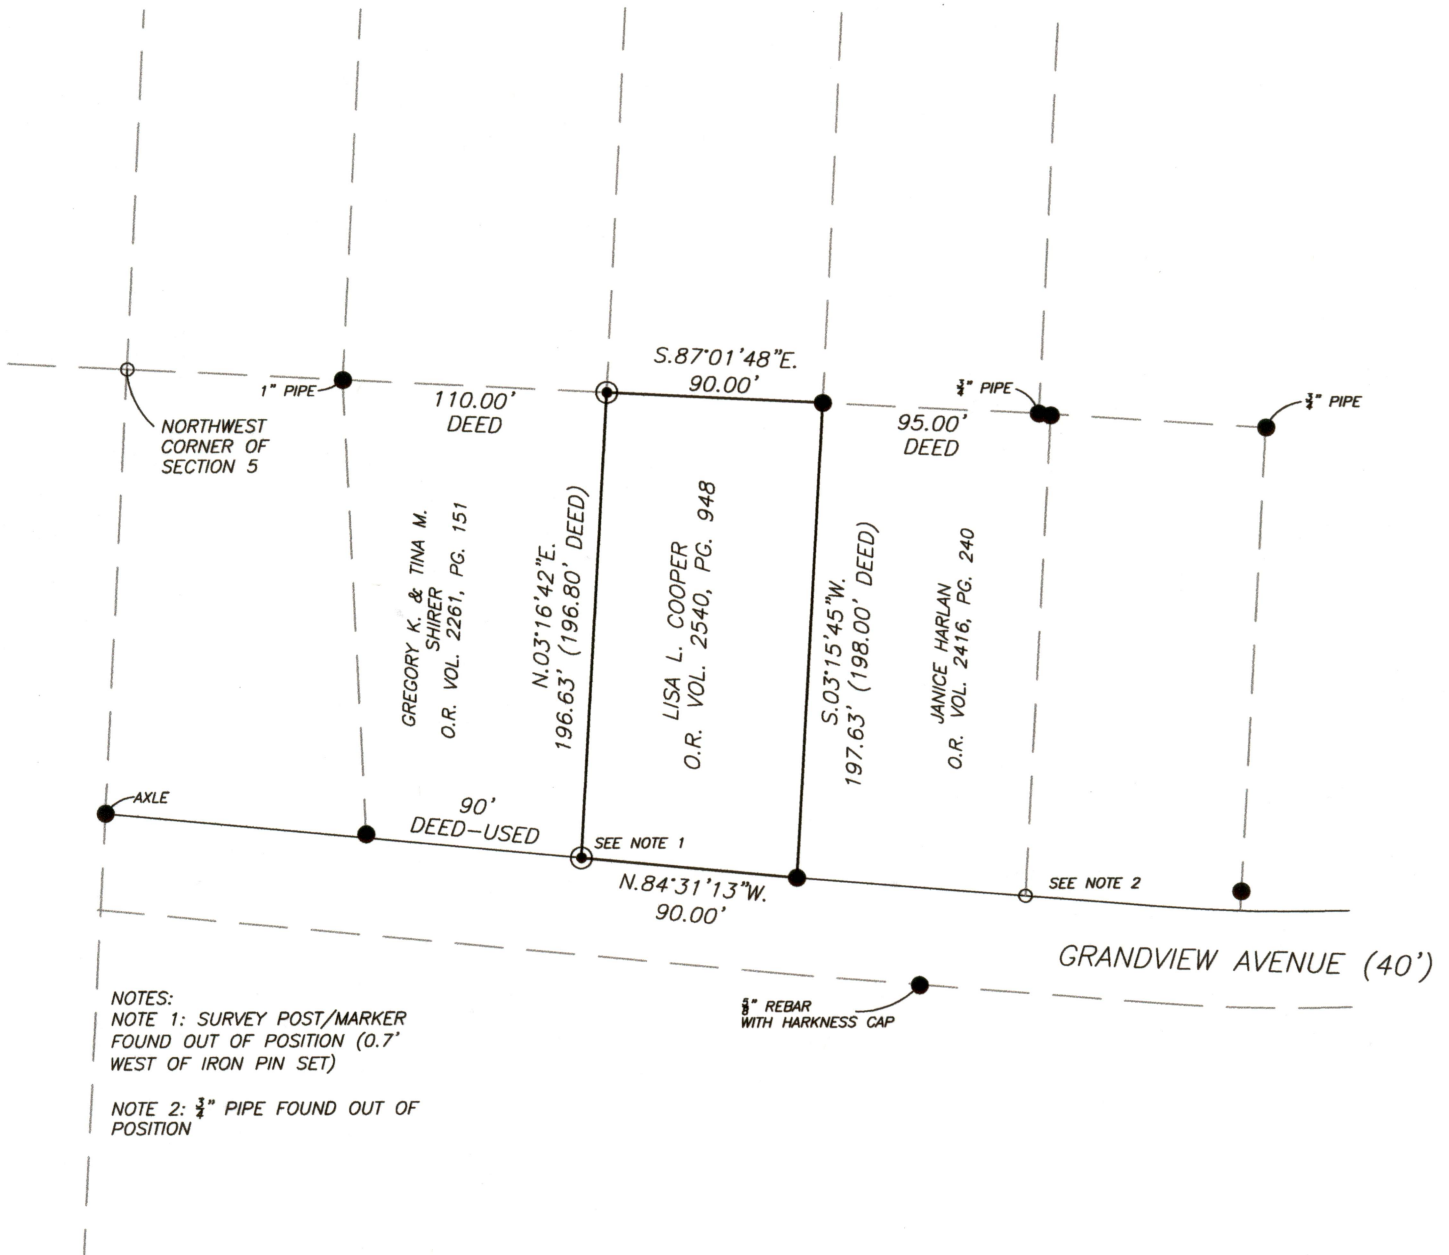 S.87°01'48"E.
90.00'
1" PIPE
110.00'
DEED
¾" PIPE
¾" PIPE
95.00'
DEED
NORTHWEST
CORNER OF
SECTION 5
GREGORY K. & TINA M.
SHIRER
O.R. VOL. 2261, PG. 151
N.03°16'42"E.
196.63' (196.80' DEED)
LISA L. COOPER
O.R. VOL. 2540, PG. 948
S.03°15'45"W.
197.63' (198.00' DEED)
JANICE HARLAN
O.R. VOL. 2416, PG. 240
AXLE
90'
DEED-USED
SEE NOTE 1
N.84°31'13"W.
90.00'
SEE NOTE 2
GRANDVIEW AVENUE (40')
⅝" REBAR
WITH HARKNESS CAP
NOTES:
NOTE 1: SURVEY POST/MARKER
FOUND OUT OF POSITION (0.7'
WEST OF IRON PIN SET)
NOTE 2: ¾" PIPE FOUND OUT OF
POSITION